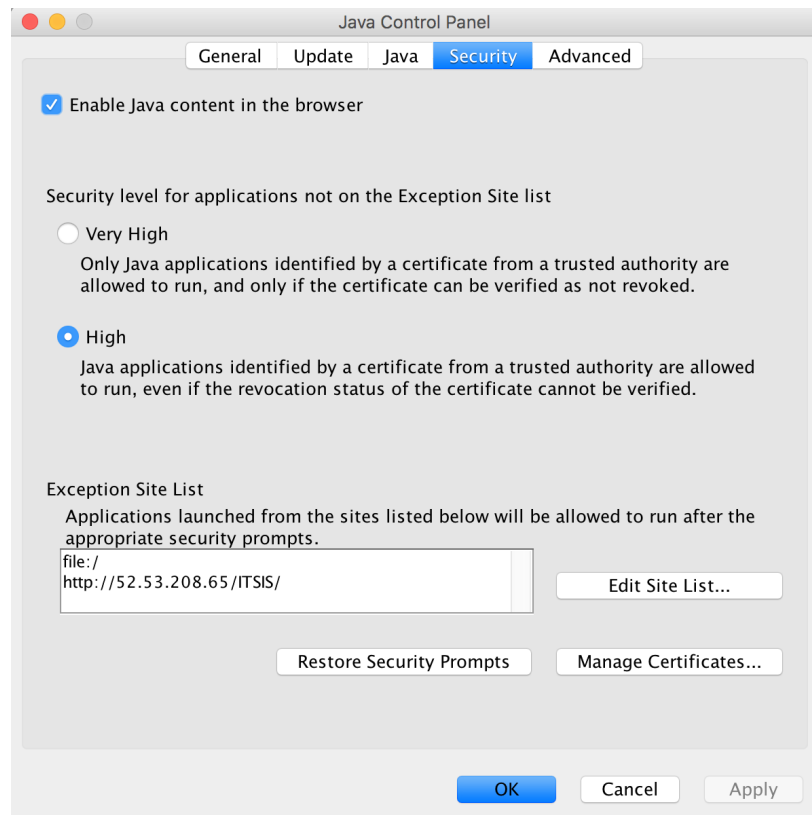 Java Control Panel
General
Update
Java
Security
Advanced
Enable Java content in the browser
Security level for applications not on the Exception Site list
Very High
Only Java applications identified by a certificate from a trusted authority are
allowed to run, and only if the certificate can be verified as not revoked.
High
Java applications identified by a certificate from a trusted authority are allowed
to run, even if the revocation status of the certificate cannot be verified.
Exception Site List
Applications launched from the sites listed below will be allowed to run after the
appropriate security prompts.
file:/
http://52.53.208.65/ITSIS/
Edit Site List...
Restore Security Prompts
Manage Certificates...
OK
Cancel
Apply